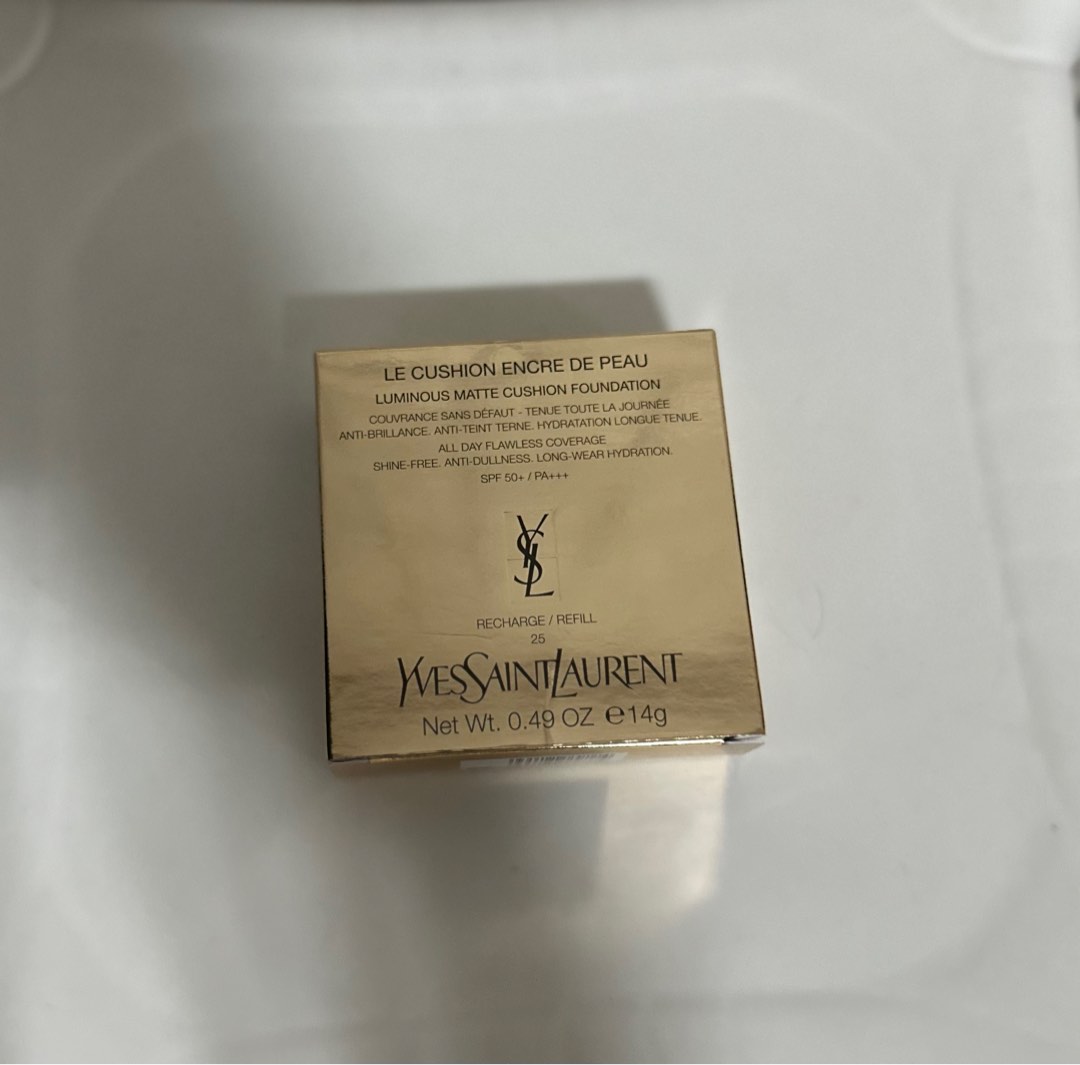 LE CUSHION ENCRE DE PEAU
LUMINOUS MATTE CUSHION FOUNDATION
COUVRANCE SANS DÉFAUT - TENUE TOUTE LA JOURNÉE
ANTI-BRILLANCE. ANTI-TEINT TERNE. HYDRATATION LONGUE TENUE.
ALL DAY FLAWLESS COVERAGE
SHINE-FREE. ANTI-DULLNESS. LONG-WEAR HYDRATION.
SPF 50+ / PA+++
YSL
RECHARGE / REFILL
25
YVESSAINTLAURENT
Net Wt. 0.49 OZ ℮14g